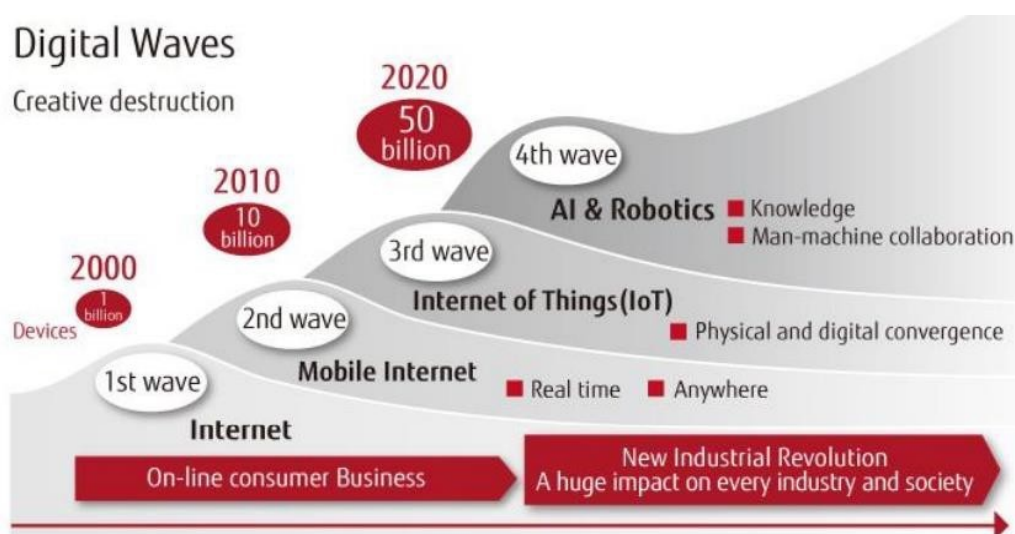 Digital Waves
Creative destruction
2020
50
billion
4th wave
AI & Robotics
■ Knowledge
■ Man-machine collaboration
2010
10
billion
3rd wave
Internet of Things(IoT)
■ Physical and digital convergence
2000
1
billion
Devices
2nd wave
Mobile Internet
■ Real time ■ Anywhere
1st wave
Internet
On-line consumer Business
New Industrial Revolution
A huge impact on every industry and society